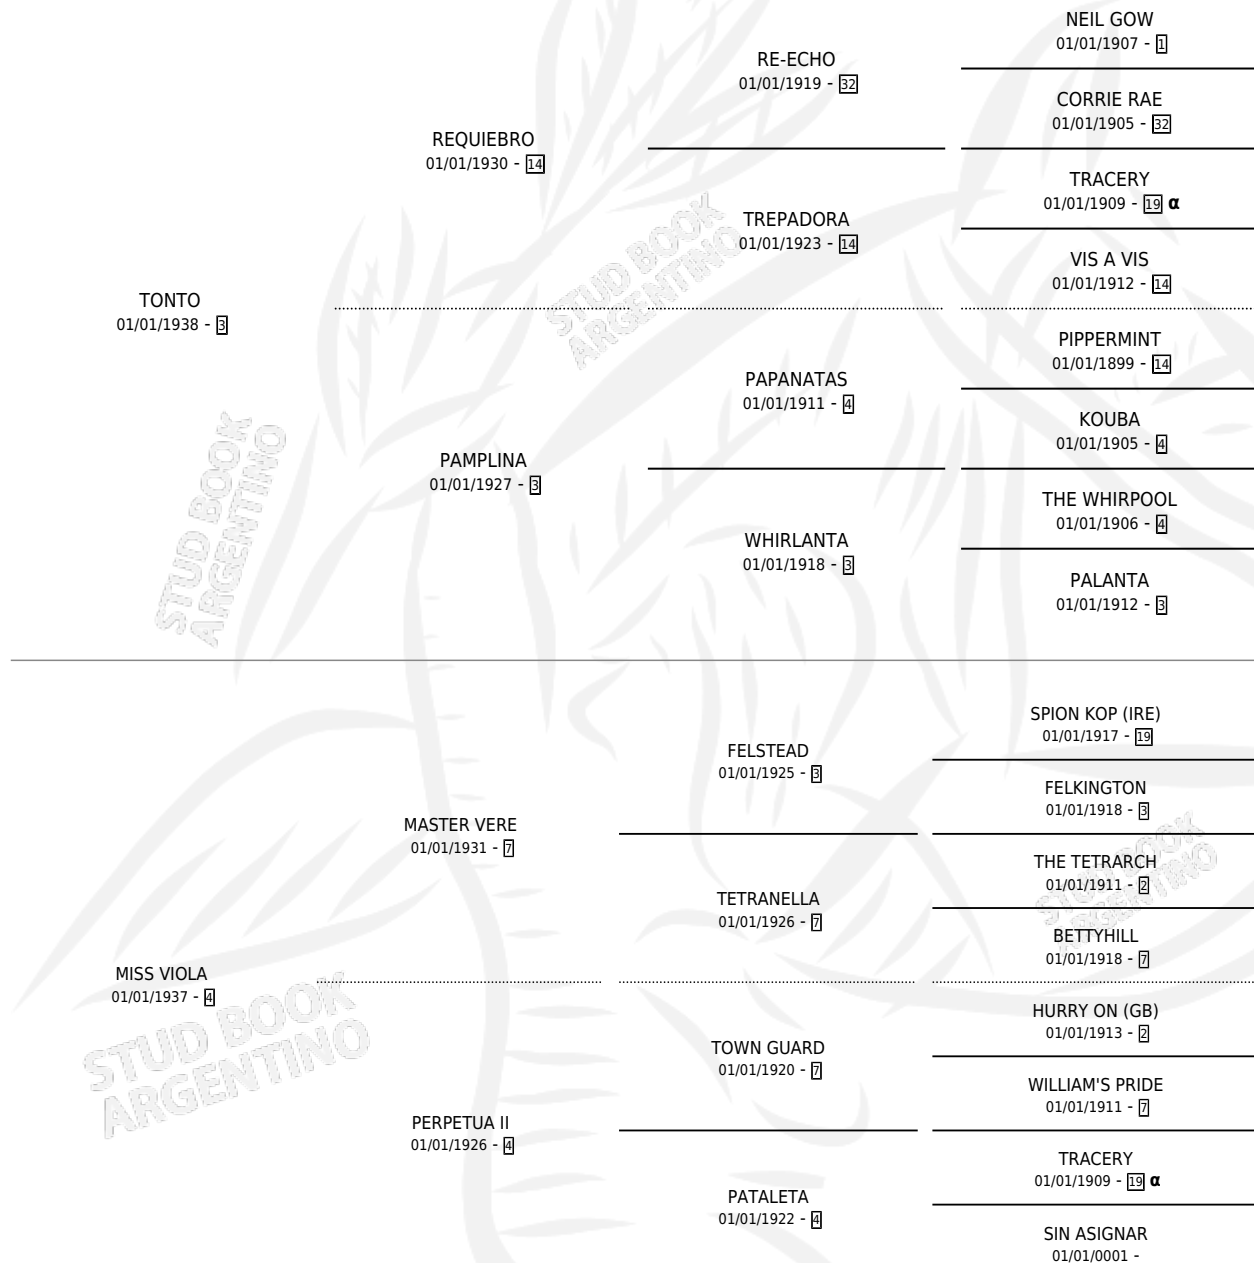 NEIL GOW
01/01/1907 - 1
RE-ECHO
01/01/1919 - 32
CORRIE RAE
01/01/1905 - 32
REQUIEBRO
01/01/1930 - 14
TRACERY
01/01/1909 - 19 α
TREPADORA
01/01/1923 - 14
VIS A VIS
01/01/1912 - 14
TONTO
01/01/1938 - 3
PIPPERMINT
01/01/1899 - 14
PAPANATAS
01/01/1911 - 4
KOUBA
01/01/1905 - 4
PAMPLINA
01/01/1927 - 3
THE WHIRPOOL
01/01/1906 - 4
WHIRLANTA
01/01/1918 - 3
PALANTA
01/01/1912 - 3
SPION KOP (IRE)
01/01/1917 - 19
FELSTEAD
01/01/1925 - 3
FELKINGTON
01/01/1918 - 3
MASTER VERE
01/01/1931 - 7
THE TETRARCH
01/01/1911 - 2
TETRANELLA
01/01/1926 - 7
BETTYHILL
01/01/1918 - 7
MISS VIOLA
01/01/1937 - 4
HURRY ON (GB)
01/01/1913 - 2
TOWN GUARD
01/01/1920 - 7
WILLIAM'S PRIDE
01/01/1911 - 7
PERPETUA II
01/01/1926 - 4
TRACERY
01/01/1909 - 19 α
PATALETA
01/01/1922 - 4
SIN ASIGNAR
01/01/0001 -
STUD BOOK
ARGENTINO
STUD BOOK
ARGENTINO
STUD BOOK
ARGENTINO
STUD BOOK
ARGENTINO